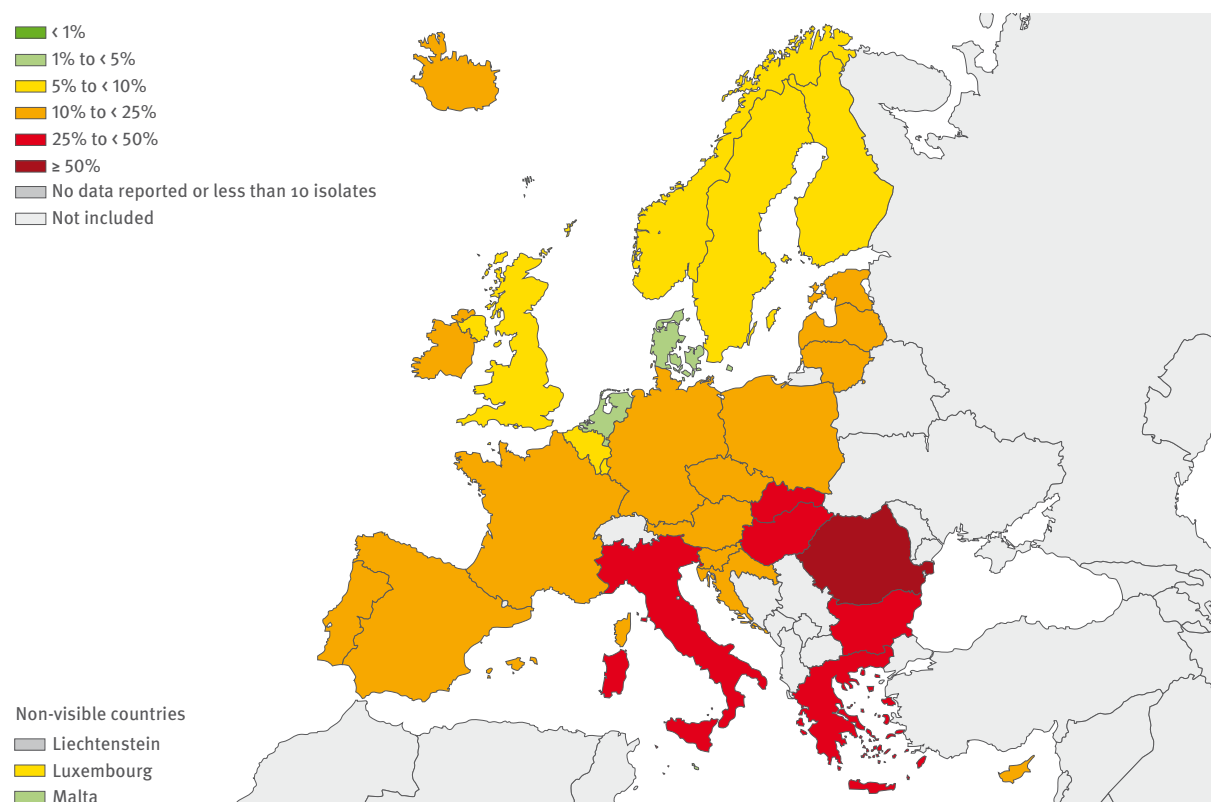 < 1%
1% to < 5%
5% to < 10%
10% to < 25%
25% to < 50%
≥ 50%
No data reported or less than 10 isolates
Not included
Non-visible countries
Liechtenstein
Luxembourg
Malta